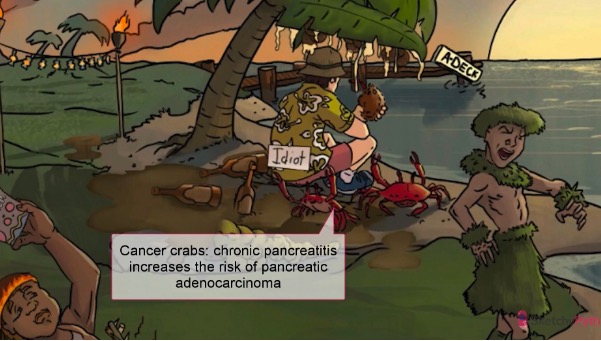 A-DECK
Idiot
Cancer crabs: chronic pancreatitis
increases the risk of pancreatic
adenocarcinoma